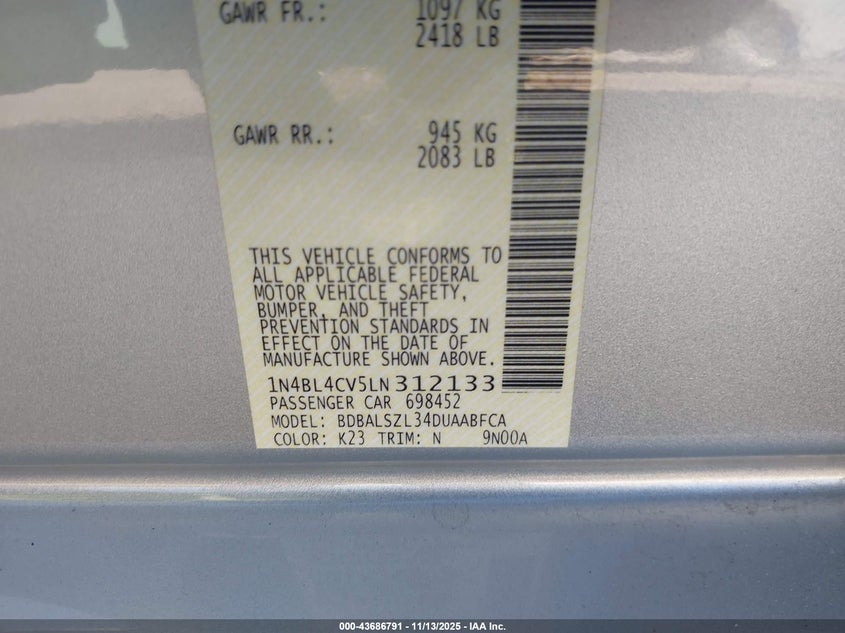 GAWR FR.: 1097 KG
2418 LB
GAWR RR.: 945 KG
2083 LB
THIS VEHICLE CONFORMS TO
ALL APPLICABLE FEDERAL
MOTOR VEHICLE SAFETY,
BUMPER, AND THEFT
PREVENTION STANDARDS IN
EFFECT ON THE DATE OF
MANUFACTURE SHOWN ABOVE.
1N4BL4CV5LN312133
PASSENGER CAR 698452
MODEL: BDBALSZL34DUAABFCA
COLOR: K23 TRIM: N 9N00A
000-43686791 - 11/13/2025 - IAA Inc.